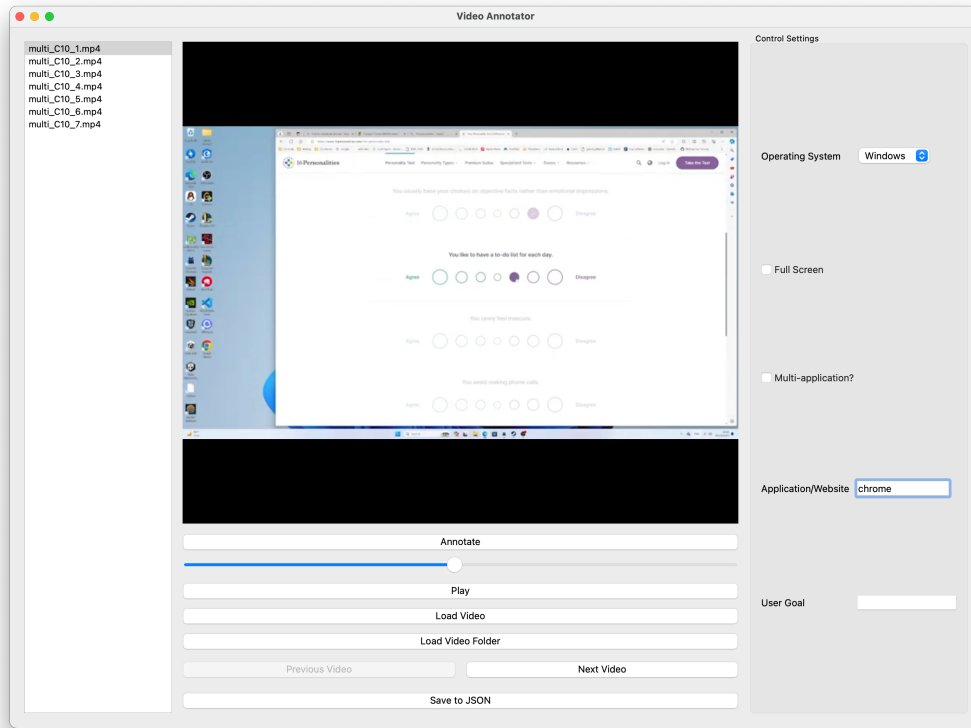 Video Annotator
multi_C10_1.mp4
multi_C10_2.mp4
multi_C10_3.mp4
multi_C10_4.mp4
multi_C10_5.mp4
multi_C10_6.mp4
multi_C10_7.mp4
16Personalities
Personality Test Personality Types Premium Suites Specialized Tools Teams Resources Log In Take the Test
You usually base your choices on objective facts rather than emotional impressions.
Agree Disagree
You like to have a to-do list for each day.
Agree Disagree
You rarely feel insecure.
Agree Disagree
You avoid making phone calls.
Agree Disagree
Annotate
Play
Load Video
Load Video Folder
Previous Video Next Video
Save to JSON
Control Settings
Operating System Windows
Full Screen
Multi-application?
Application/Website chrome
User Goal